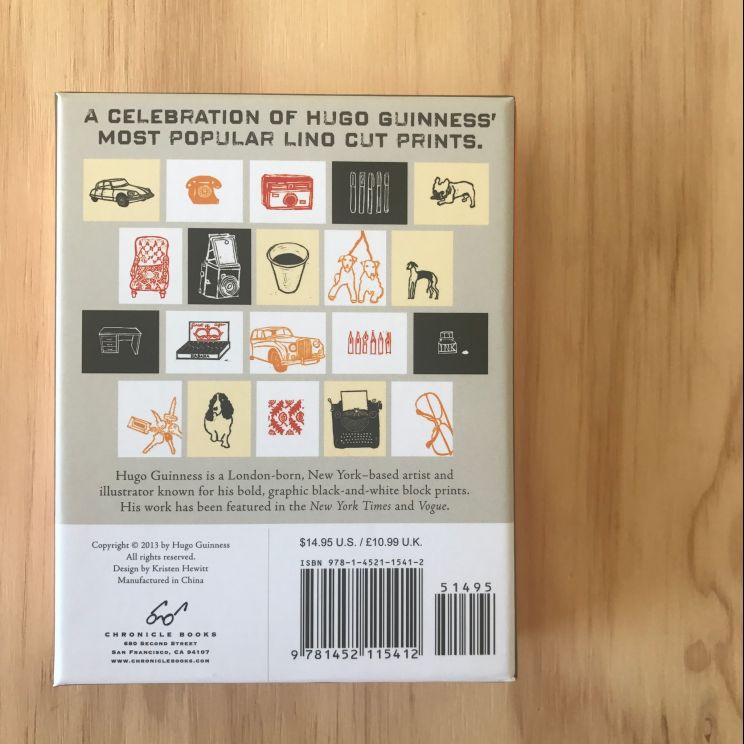 A CELEBRATION OF HUGO GUINNESS'
MOST POPULAR LINO CUT PRINTS.
HABANA
INK
Hugo Guinness is a London-born, New York–based artist and
illustrator known for his bold, graphic black-and-white block prints.
His work has been featured in the New York Times and Vogue.
Copyright © 2013 by Hugo Guinness
All rights reserved.
Design by Kristen Hewitt
Manufactured in China
CHRONICLE BOOKS
680 SECOND STREET
SAN FRANCISCO, CA 94107
WWW.CHRONICLEBOOKS.COM
$14.95 U.S. / £10.99 U.K.
ISBN 978-1-4521-1541-2
51495
9 781452 115412